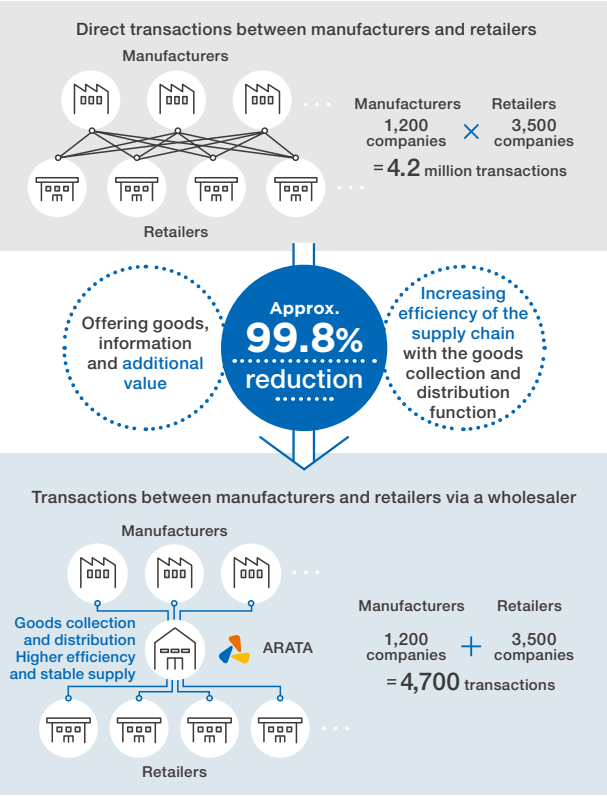 Direct transactions between manufacturers and retailers
Manufacturers
Manufacturers Retailers
1,200 companies × 3,500 companies
= 4.2 million transactions
Retailers
Offering goods,
information
and additional
value
Approx.
99.8%
reduction
Increasing
efficiency of the
supply chain
with the goods
collection and
distribution
function
Transactions between manufacturers and retailers via a wholesaler
Manufacturers
Goods collection
and distribution
Higher efficiency
and stable supply
ARATA
Manufacturers Retailers
1,200 companies + 3,500 companies
= 4,700 transactions
Retailers